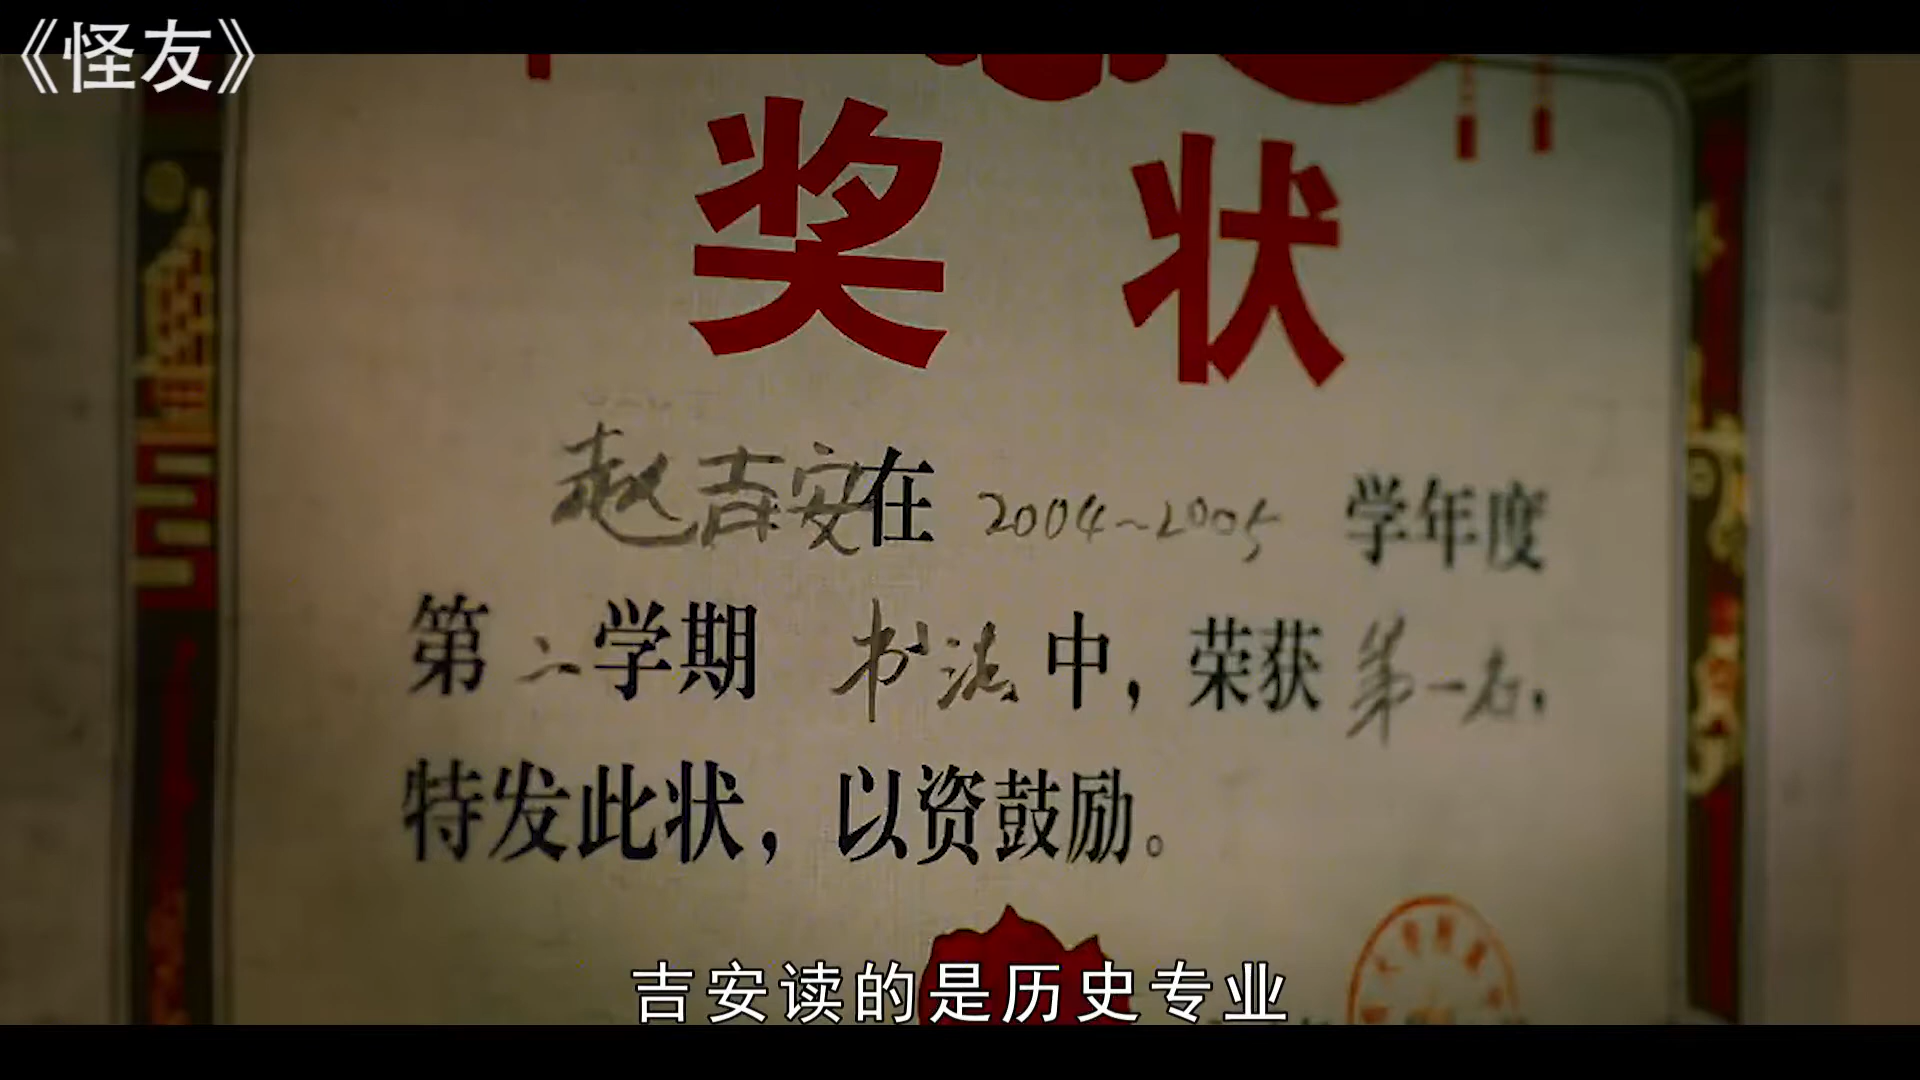 《怪友》
奖状
赵吉安在 2004~2005 学年度
第二学期 书法 中，荣获 第一名，
特发此状，以资鼓励。
吉安读的是历史专业